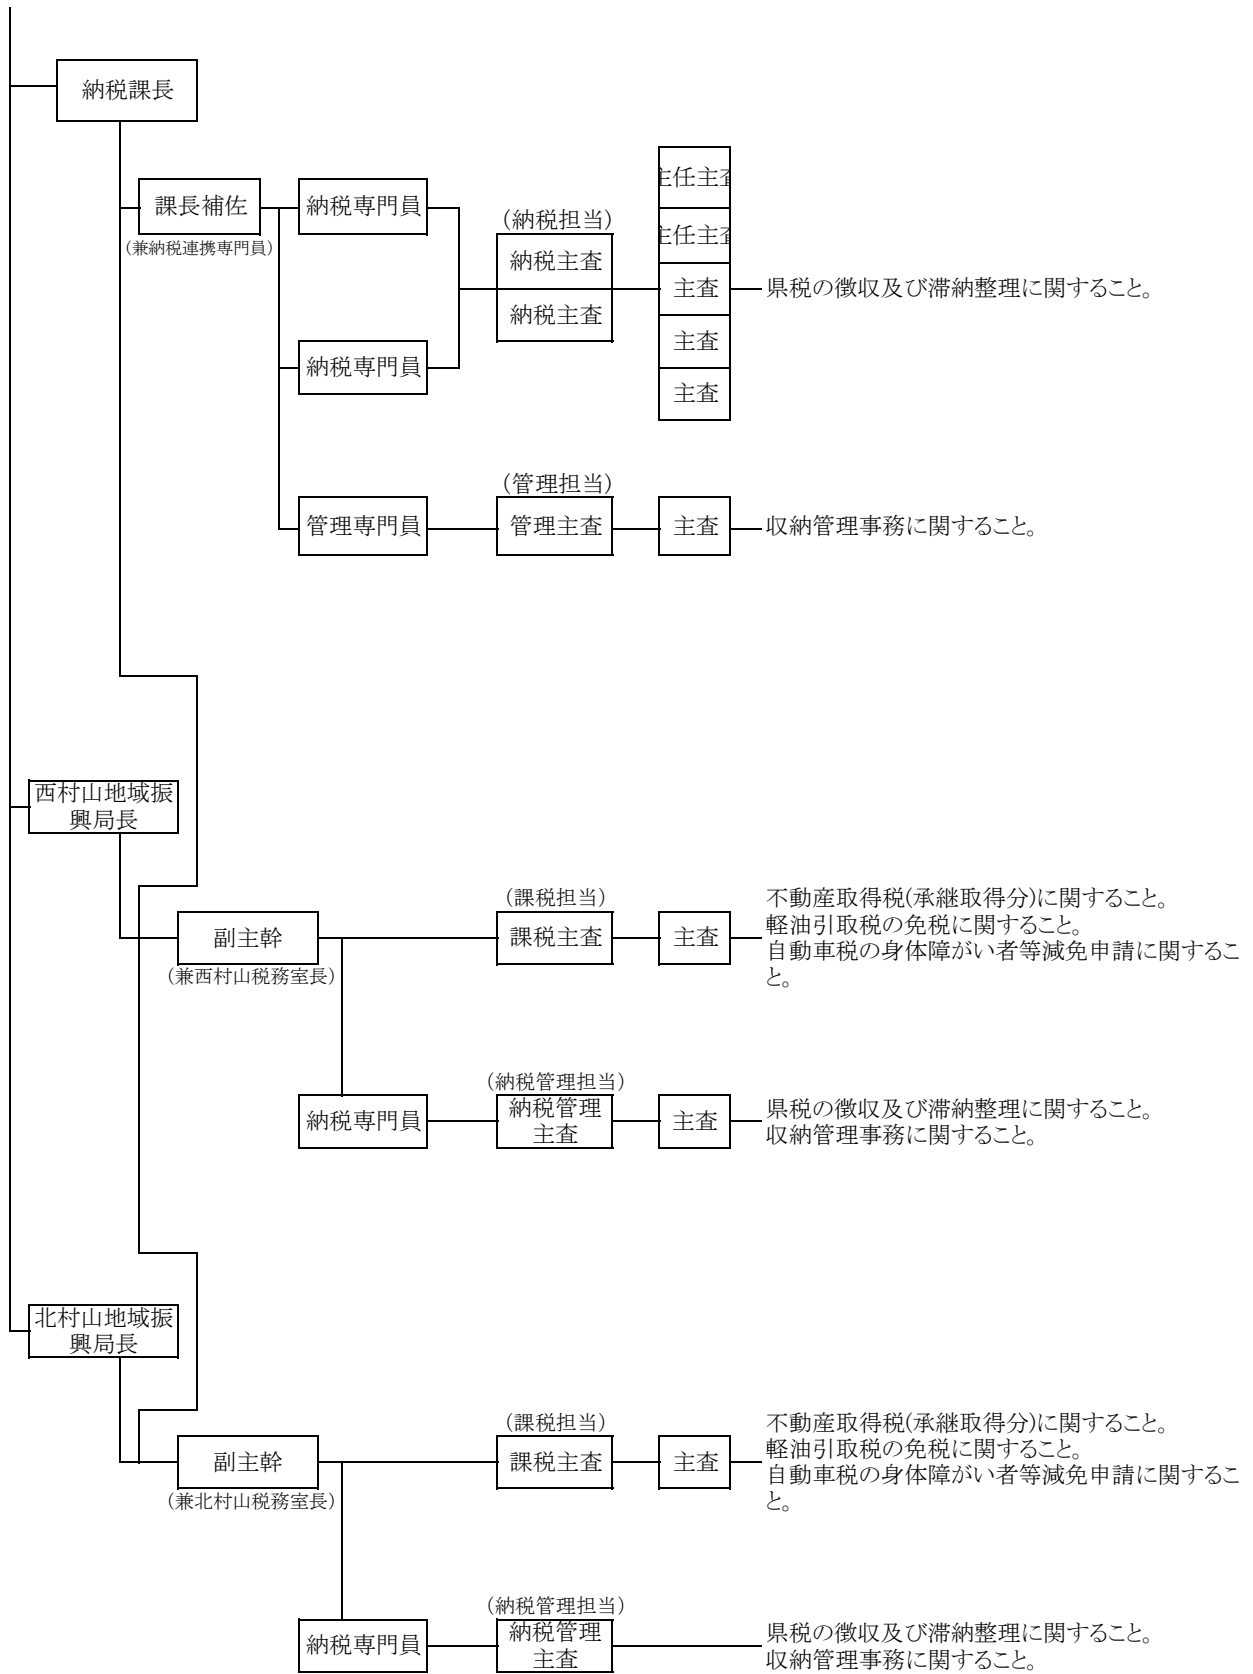 納税課長
課長補佐
(兼納税連携専門員)
納税専門員
納税専門員
(納税担当)
納税主査
納税主査
主任主査
主任主査
主査
主査
主査
県税の徴収及び滞納整理に関すること。
管理専門員
(管理担当)
管理主査
主査
収納管理事務に関すること。
西村山地域振
興局長
副主幹
(兼西村山税務室長)
(課税担当)
課税主査
主査
不動産取得税(承継取得分)に関すること。
軽油引取税の免税に関すること。
自動車税の身体障がい者等減免申請に関するこ
と。
納税専門員
(納税管理担当)
納税管理
主査
主査
県税の徴収及び滞納整理に関すること。
収納管理事務に関すること。
北村山地域振
興局長
副主幹
(兼北村山税務室長)
(課税担当)
課税主査
主査
不動産取得税(承継取得分)に関すること。
軽油引取税の免税に関すること。
自動車税の身体障がい者等減免申請に関するこ
と。
納税専門員
(納税管理担当)
納税管理
主査
県税の徴収及び滞納整理に関すること。
収納管理事務に関すること。